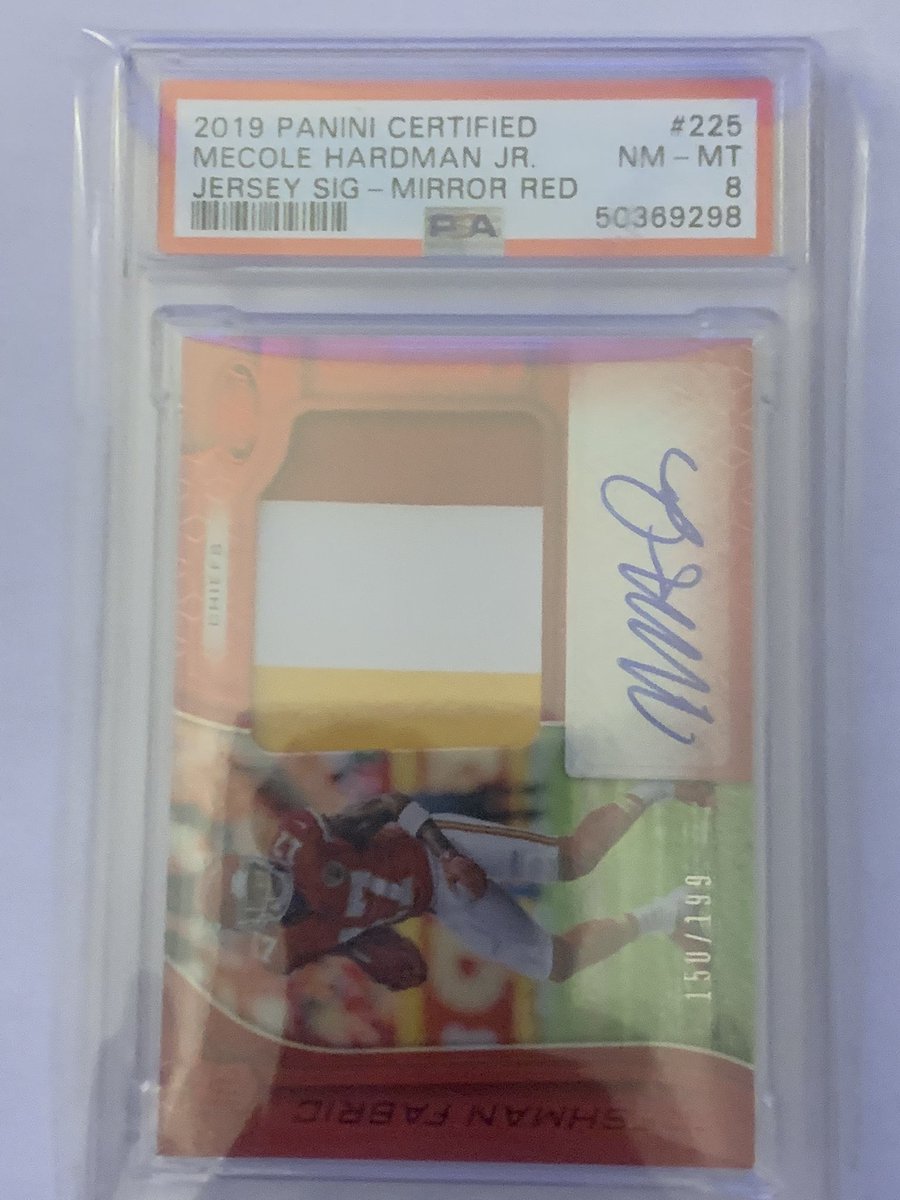 2019 PANINI CERTIFIED #225
MECOLE HARDMAN JR. NM - MT
JERSEY SIG - MIRROR RED 8
PSA 50369298
CHIEFS
17
150/199
FABRIC